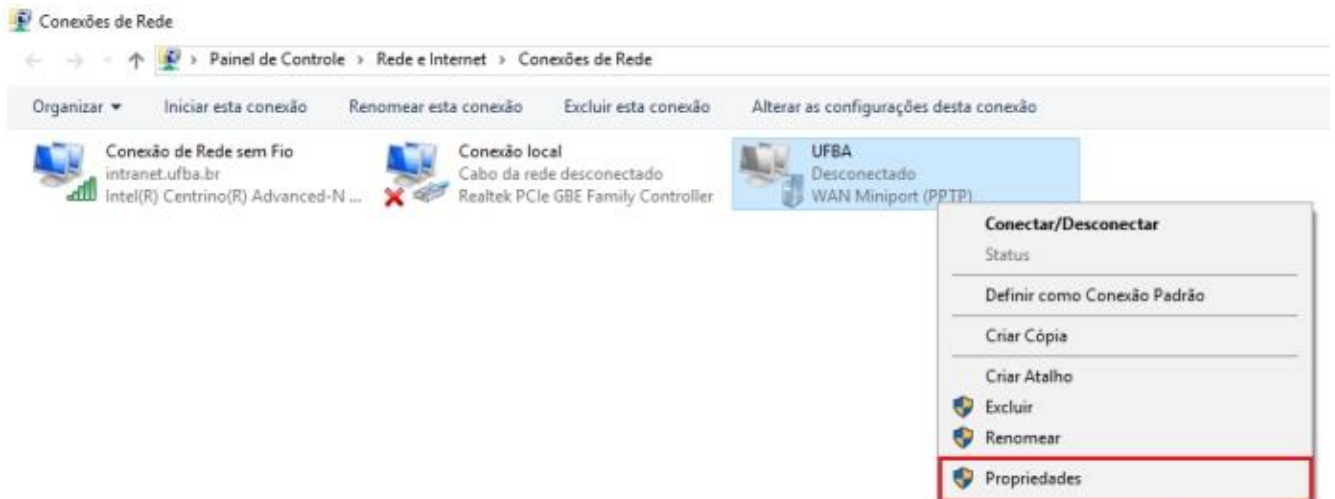 Conexões de Rede
Painel de Controle > Rede e Internet > Conexões de Rede
Organizar Iniciar esta conexão Renomear esta conexão Excluir esta conexão Alterar as configurações desta conexão
Conexão de Rede sem Fio
intranet.ufba.br
Intel(R) Centrino(R) Advanced-N ...
Conexão local
Cabo da rede desconectado
Realtek PCIe GBE Family Controller
UFBA
Desconectado
WAN Miniport (PPTP)
Conectar/Desconectar
Status
Definir como Conexão Padrão
Criar Cópia
Criar Atalho
Excluir
Renomear
Propriedades